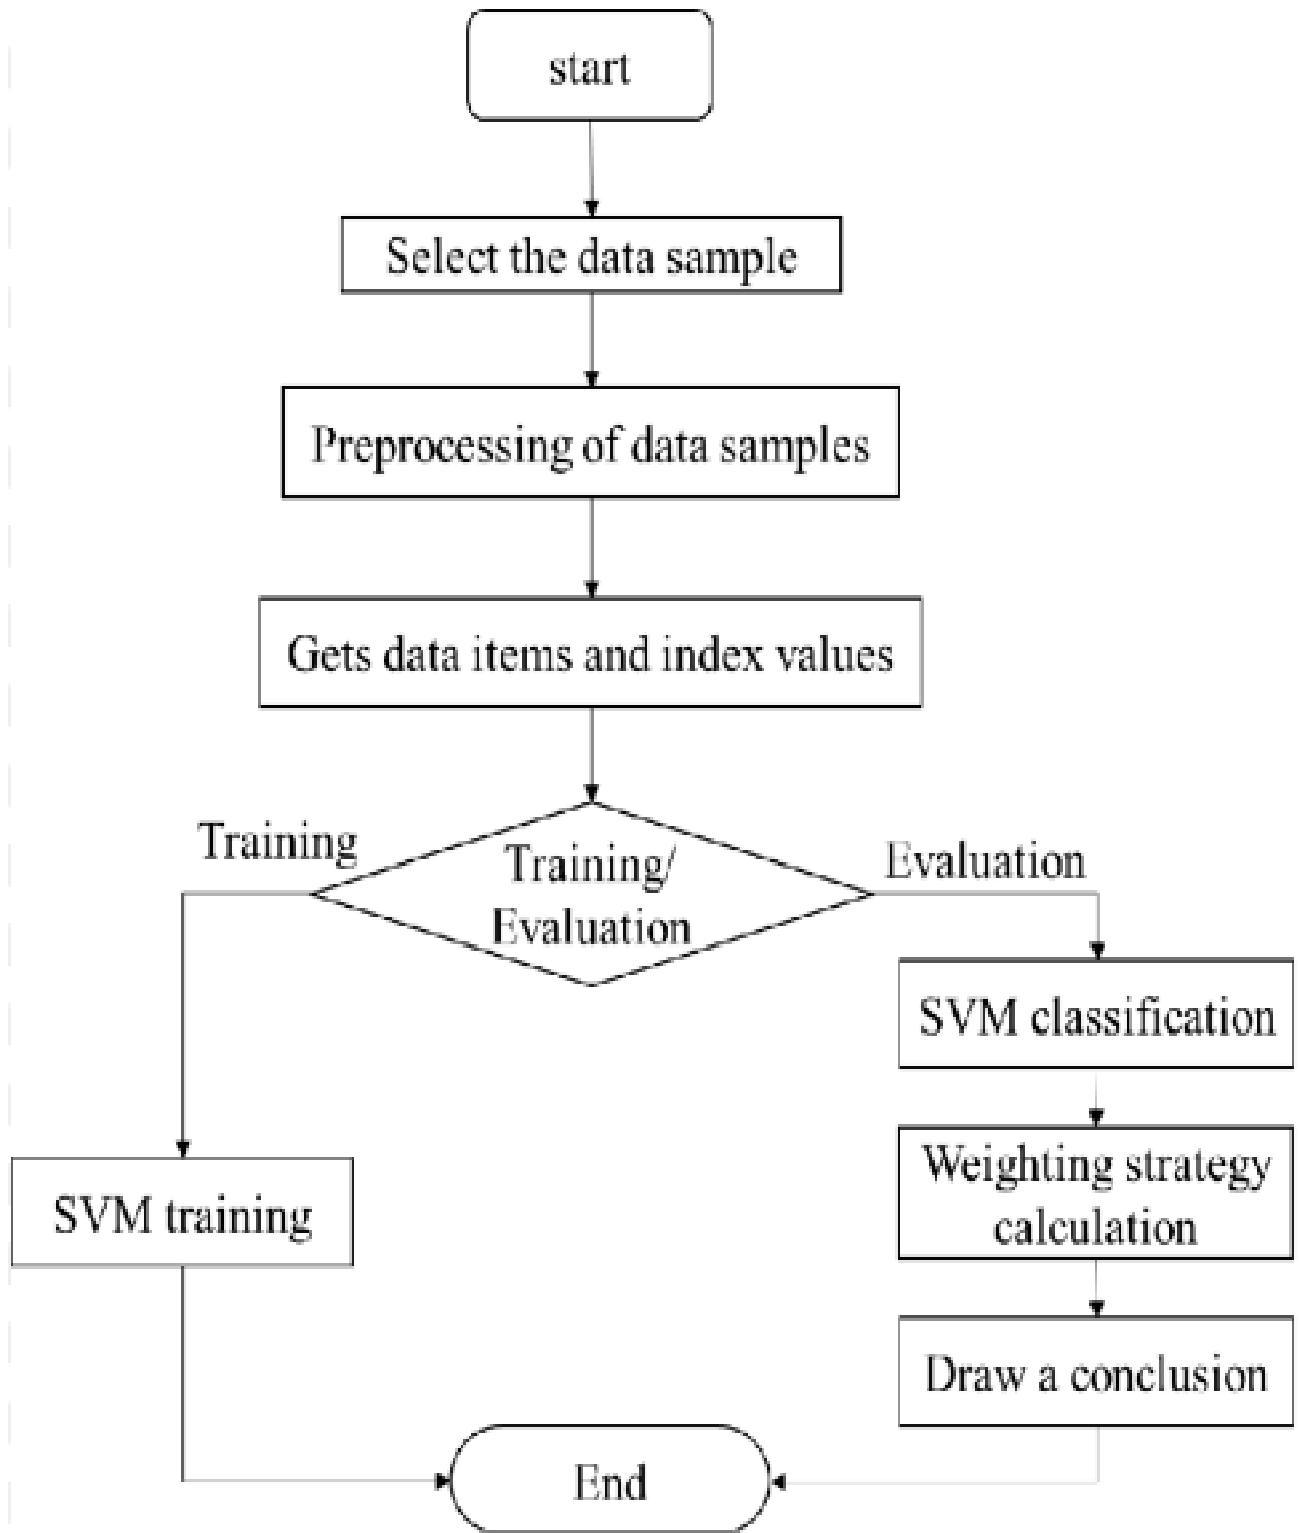 start
Select the data sample
Preprocessing of data samples
Gets data items and index values
Training
Training/
Evaluation
Evaluation
SVM classification
Weighting strategy
calculation
SVM training
Draw a conclusion
End